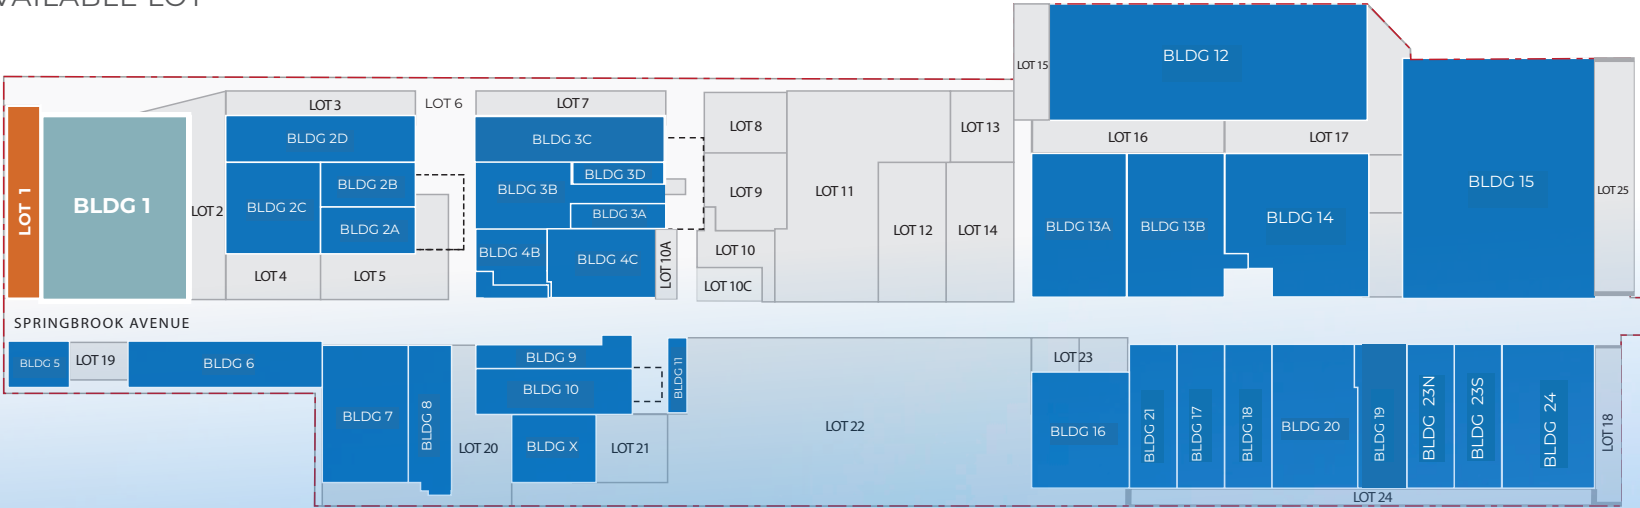 AVAILABLE LOT
BLDG 12
LOT 15
LOT 3
LOT 6
LOT 7
LOT 8
LOT 13
LOT 16
LOT 17
BLDG 2D
BLDG 3C
LOT 1
BLDG 1
LOT 2
BLDG 2C
BLDG 2B
BLDG 2A
BLDG 3B
BLDG 3D
BLDG 3A
LOT 9
LOT 11
LOT 12
LOT 14
BLDG 13A
BLDG 13B
BLDG 14
BLDG 15
LOT 25
LOT 4
LOT 5
BLDG 4B
BLDG 4C
LOT 10A
LOT 10
LOT 10C
SPRINGBROOK AVENUE
BLDG 5
LOT 19
BLDG 6
BLDG 7
BLDG 8
LOT 20
BLDG 9
BLDG 10
BLDG 11
BLDG X
LOT 21
LOT 22
LOT 23
BLDG 16
BLDG 21
BLDG 17
BLDG 18
BLDG 20
BLDG 19
BLDG 23N
BLDG 23S
BLDG 24
LOT 18
LOT 24